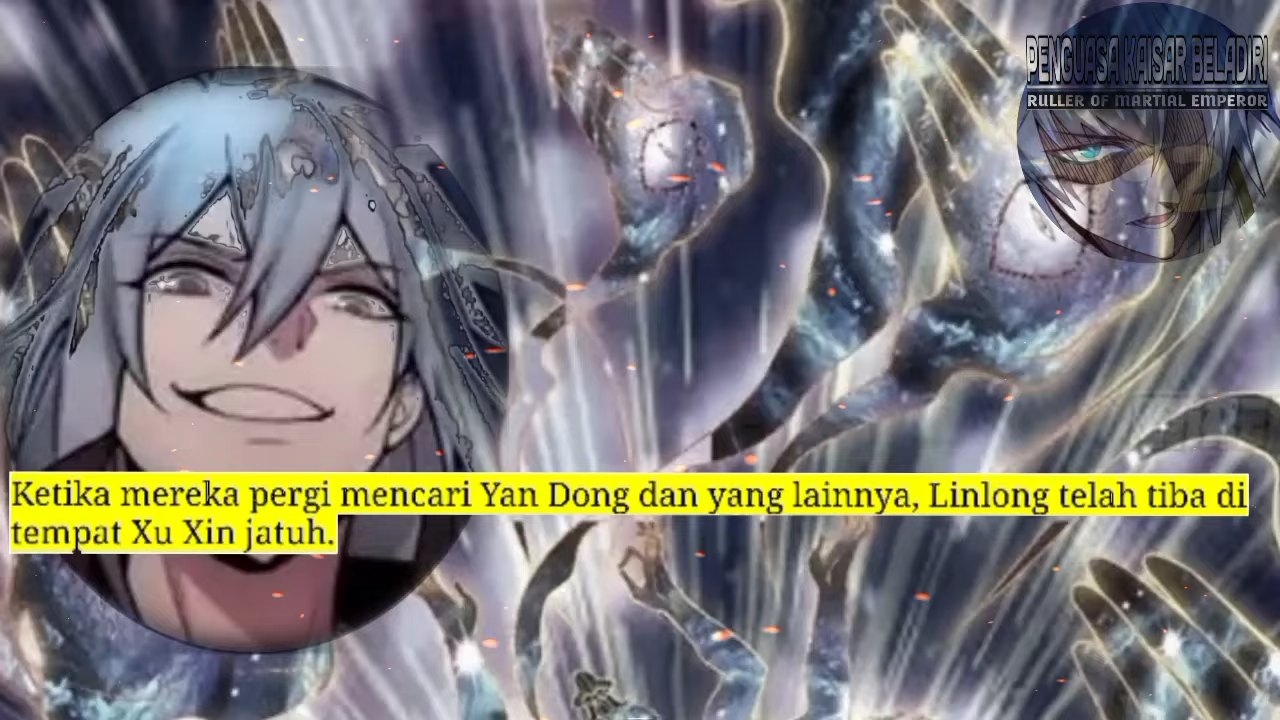 PENGUASA KAISAR BELADIRI
RULLER OF MARTIAL EMPEROR
Ketika mereka pergi mencari Yan Dong dan yang lainnya, Linlong telah tiba di
tempat Xu Xin jatuh.